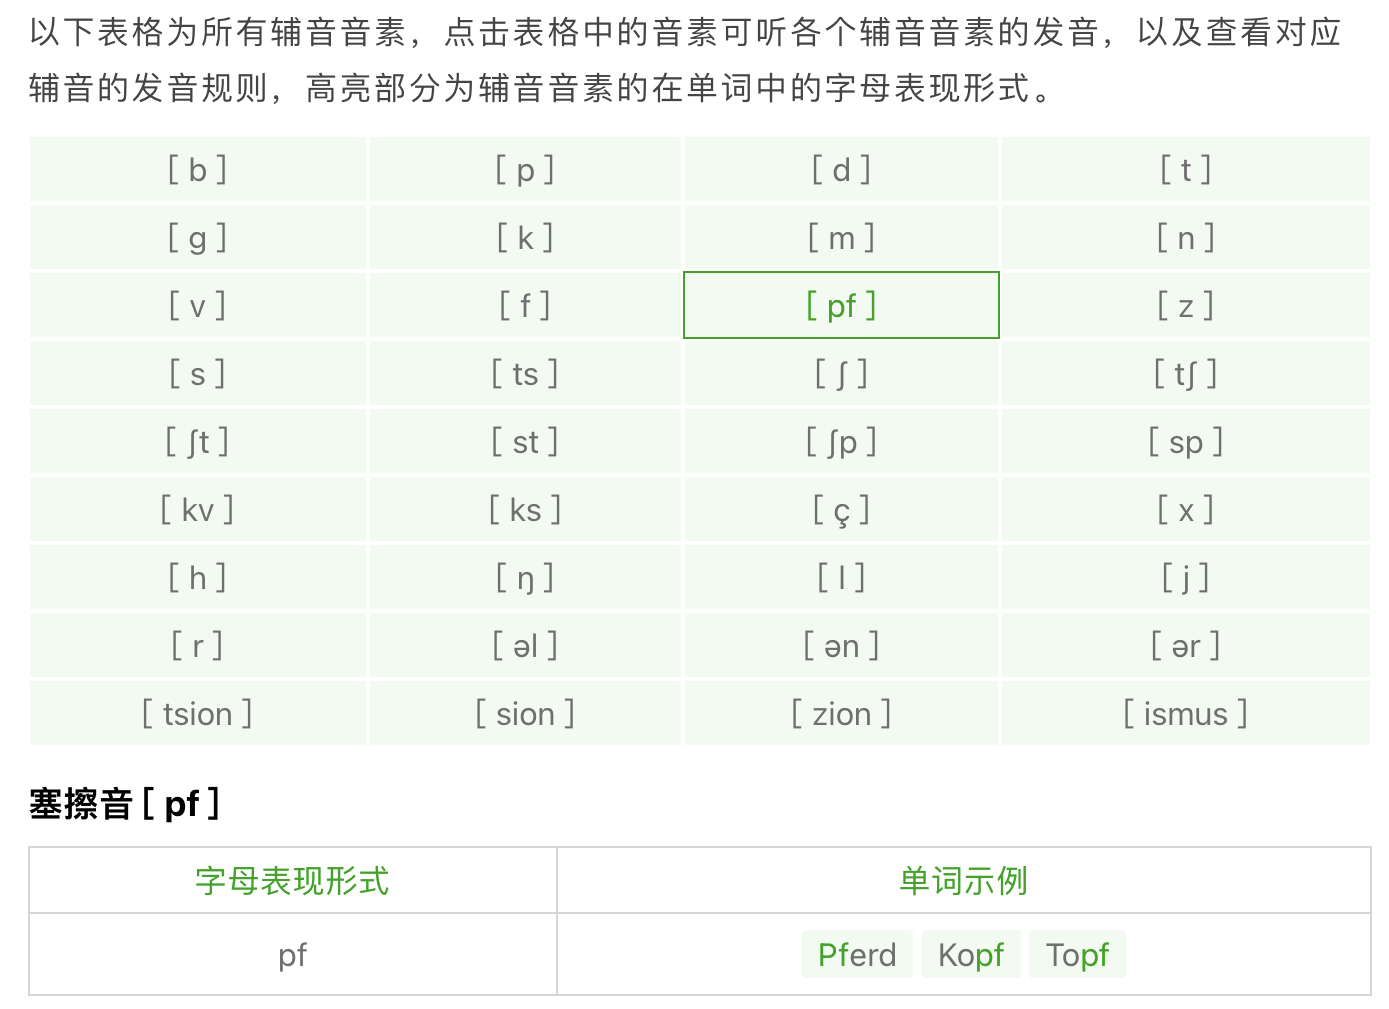 以下表格为所有辅音音素，点击表格中的音素可听各个辅音音素的发音，以及查看对应
辅音的发音规则，高亮部分为辅音音素的在单词中的字母表现形式。
[ b ] [ p ] [ d ] [ t ]
[ g ] [ k ] [ m ] [ n ]
[ v ] [ f ] [ pf ] [ z ]
[ s ] [ ts ] [ ʃ ] [ tʃ ]
[ ʃt ] [ st ] [ ʃp ] [ sp ]
[ kv ] [ ks ] [ ç ] [ x ]
[ h ] [ ŋ ] [ l ] [ j ]
[ r ] [ əl ] [ ən ] [ ər ]
[ tsion ] [ sion ] [ zion ] [ ismus ]
塞擦音 [ pf ]
字母表现形式 单词示例
pf Pferd Kopf Topf